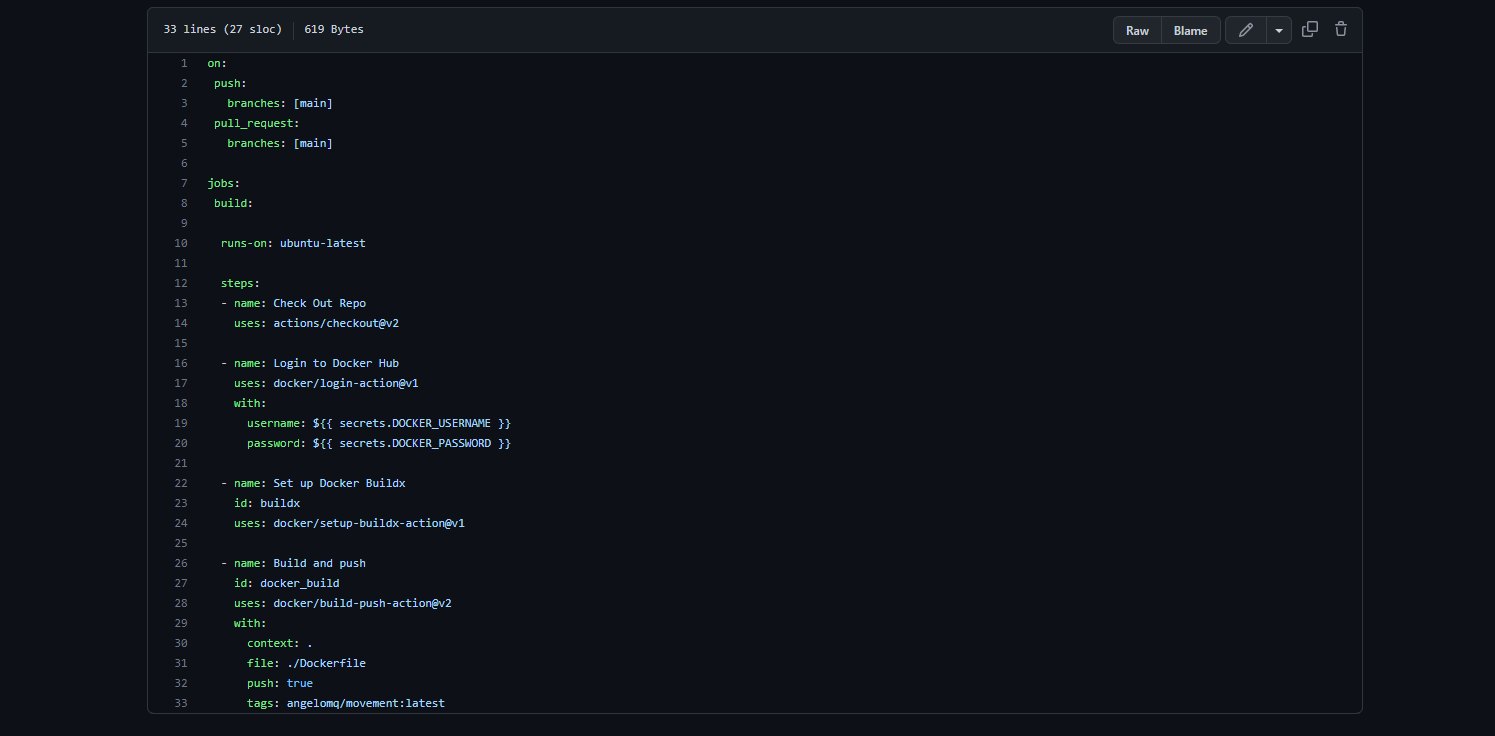 33 lines (27 sloc) 619 Bytes Raw Blame
1 on:
2 push:
3 branches: [main]
4 pull_request:
5 branches: [main]
6
7 jobs:
8 build:
9
10 runs-on: ubuntu-latest
11
12 steps:
13 - name: Check Out Repo
14 uses: actions/checkout@v2
15
16 - name: Login to Docker Hub
17 uses: docker/login-action@v1
18 with:
19 username: ${{ secrets.DOCKER_USERNAME }}
20 password: ${{ secrets.DOCKER_PASSWORD }}
21
22 - name: Set up Docker Buildx
23 id: buildx
24 uses: docker/setup-buildx-action@v1
25
26 - name: Build and push
27 id: docker_build
28 uses: docker/build-push-action@v2
29 with:
30 context: .
31 file: ./Dockerfile
32 push: true
33 tags: angelomq/movement:latest